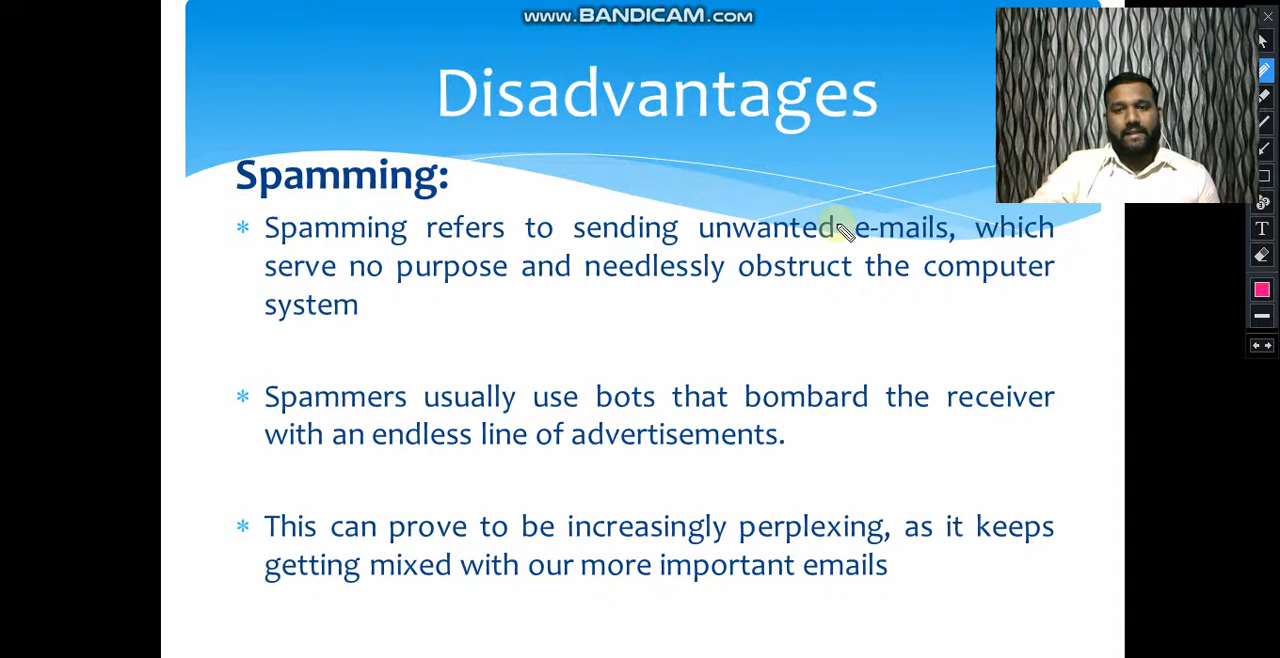 www.BANDICAM.com
Disadvantages
Spamming:
* Spamming refers to sending unwanted e-mails, which
serve no purpose and needlessly obstruct the computer
system
* Spammers usually use bots that bombard the receiver
with an endless line of advertisements.
* This can prove to be increasingly perplexing, as it keeps
getting mixed with our more important emails
T